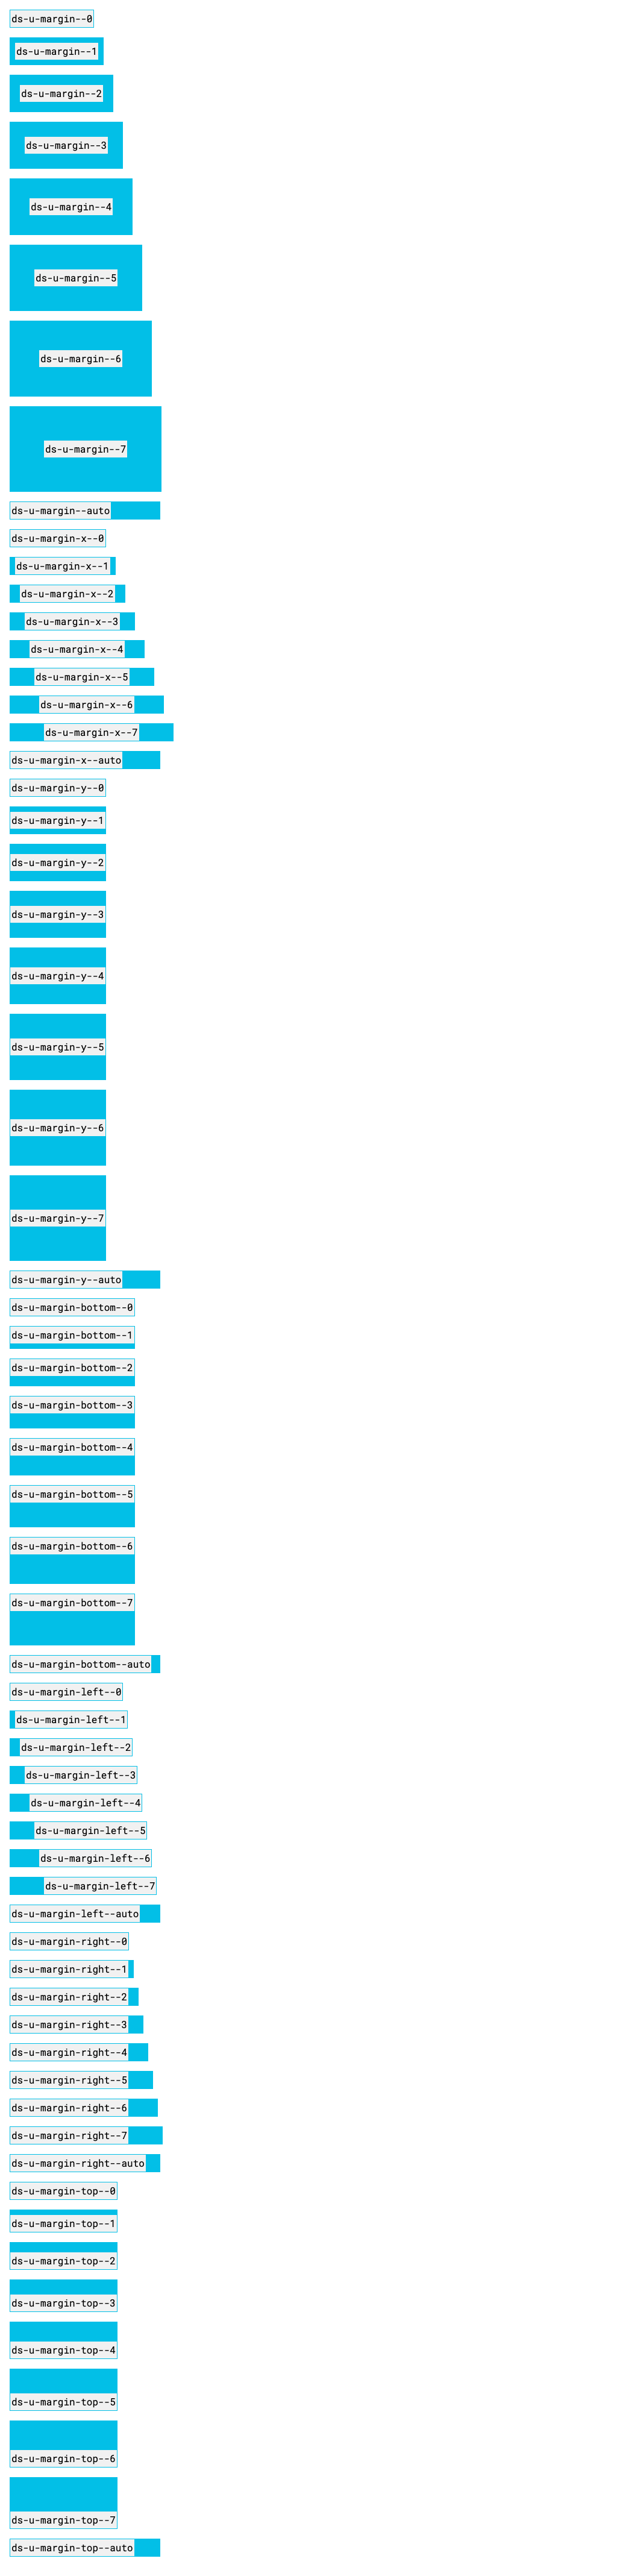 ds-u-margin--0
ds-u-margin--1
ds-u-margin--2
ds-u-margin--3
ds-u-margin--4
ds-u-margin--5
ds-u-margin--6
ds-u-margin--7
ds-u-margin--auto
ds-u-margin-x--0
ds-u-margin-x--1
ds-u-margin-x--2
ds-u-margin-x--3
ds-u-margin-x--4
ds-u-margin-x--5
ds-u-margin-x--6
ds-u-margin-x--7
ds-u-margin-x--auto
ds-u-margin-y--0
ds-u-margin-y--1
ds-u-margin-y--2
ds-u-margin-y--3
ds-u-margin-y--4
ds-u-margin-y--5
ds-u-margin-y--6
ds-u-margin-y--7
ds-u-margin-y--auto
ds-u-margin-bottom--0
ds-u-margin-bottom--1
ds-u-margin-bottom--2
ds-u-margin-bottom--3
ds-u-margin-bottom--4
ds-u-margin-bottom--5
ds-u-margin-bottom--6
ds-u-margin-bottom--7
ds-u-margin-bottom--auto
ds-u-margin-left--0
ds-u-margin-left--1
ds-u-margin-left--2
ds-u-margin-left--3
ds-u-margin-left--4
ds-u-margin-left--5
ds-u-margin-left--6
ds-u-margin-left--7
ds-u-margin-left--auto
ds-u-margin-right--0
ds-u-margin-right--1
ds-u-margin-right--2
ds-u-margin-right--3
ds-u-margin-right--4
ds-u-margin-right--5
ds-u-margin-right--6
ds-u-margin-right--7
ds-u-margin-right--auto
ds-u-margin-top--0
ds-u-margin-top--1
ds-u-margin-top--2
ds-u-margin-top--3
ds-u-margin-top--4
ds-u-margin-top--5
ds-u-margin-top--6
ds-u-margin-top--7
ds-u-margin-top--auto